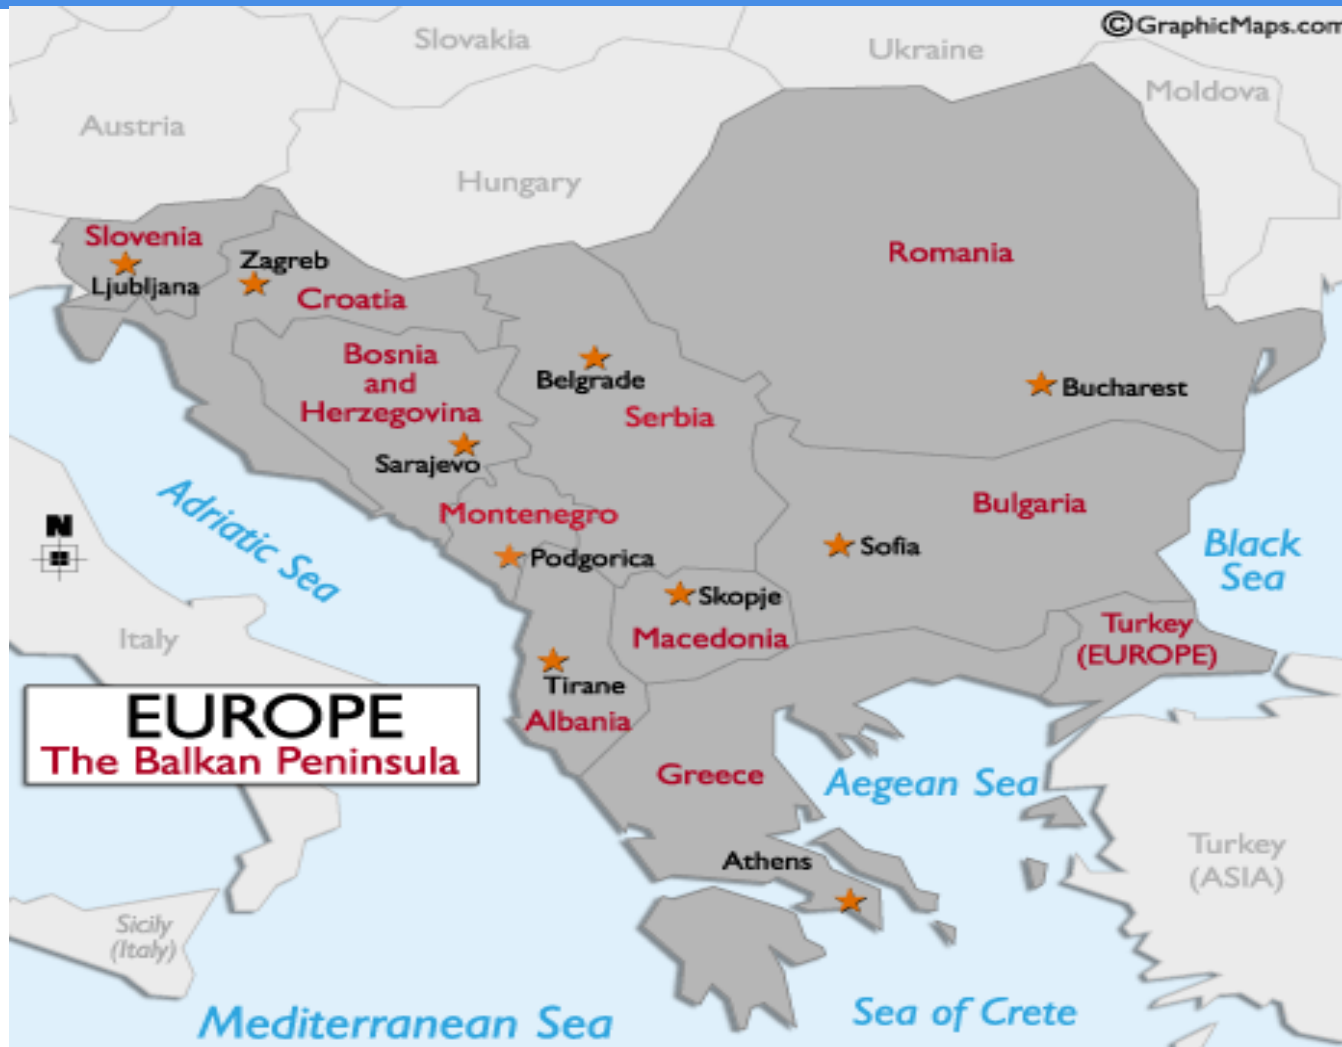 ©GraphicMaps.com
Slovakia
Ukraine
Moldova
Austria
Hungary
Slovenia
Ljubljana
Zagreb
Croatia
Romania
Bosnia
and
Herzegovina
Sarajevo
Belgrade
Serbia
Bucharest
Adriatic Sea
Montenegro
Podgorica
Bulgaria
Sofia
Black
Sea
N
Italy
Skopje
Macedonia
Turkey
(EUROPE)
Tirane
Albania
EUROPE
The Balkan Peninsula
Greece
Aegean Sea
Athens
Turkey
(ASIA)
Sicily
(Italy)
Mediterranean Sea
Sea of Crete